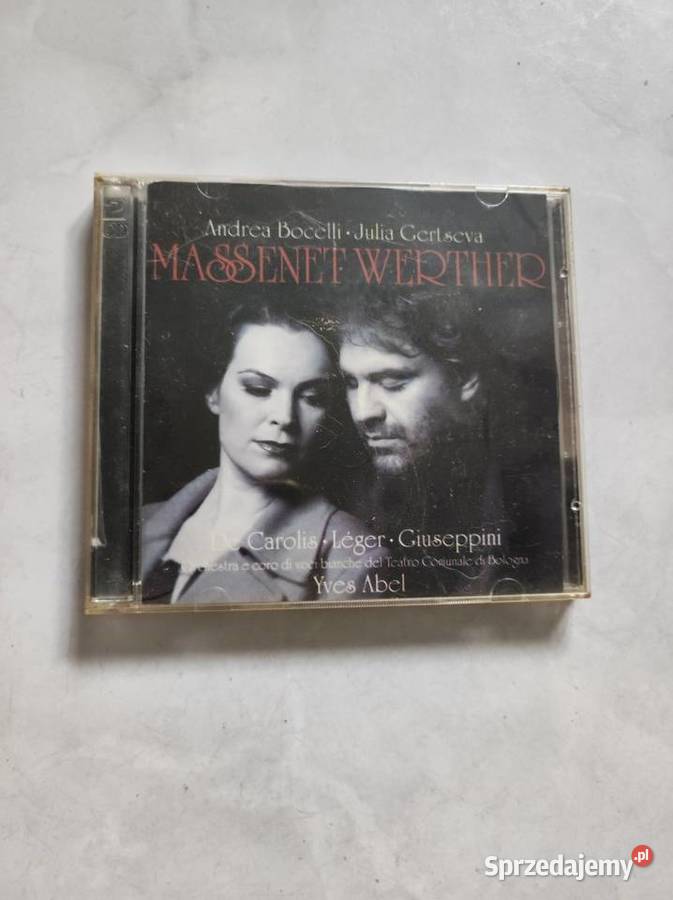 2
Andrea Bocelli · Julia Gertseva
MASSENET WERTHER
De Carolis · Léger · Giuseppini
Orchestra e coro di voci bianche del Teatro Comunale di Bologna
Yves Abel
Sprzedajemy.pl